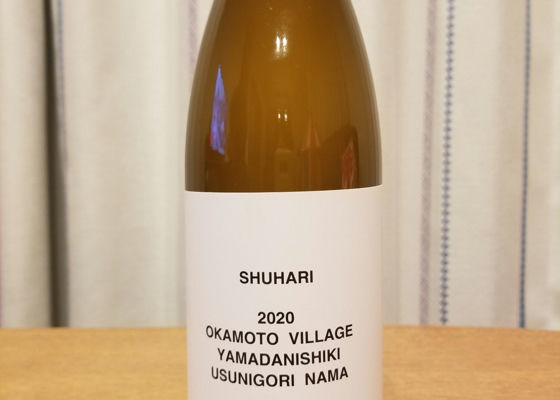 SHUHARI
2020
OKAMOTO VILLAGE
YAMADANISHIKI
USUNIGORI NAMA